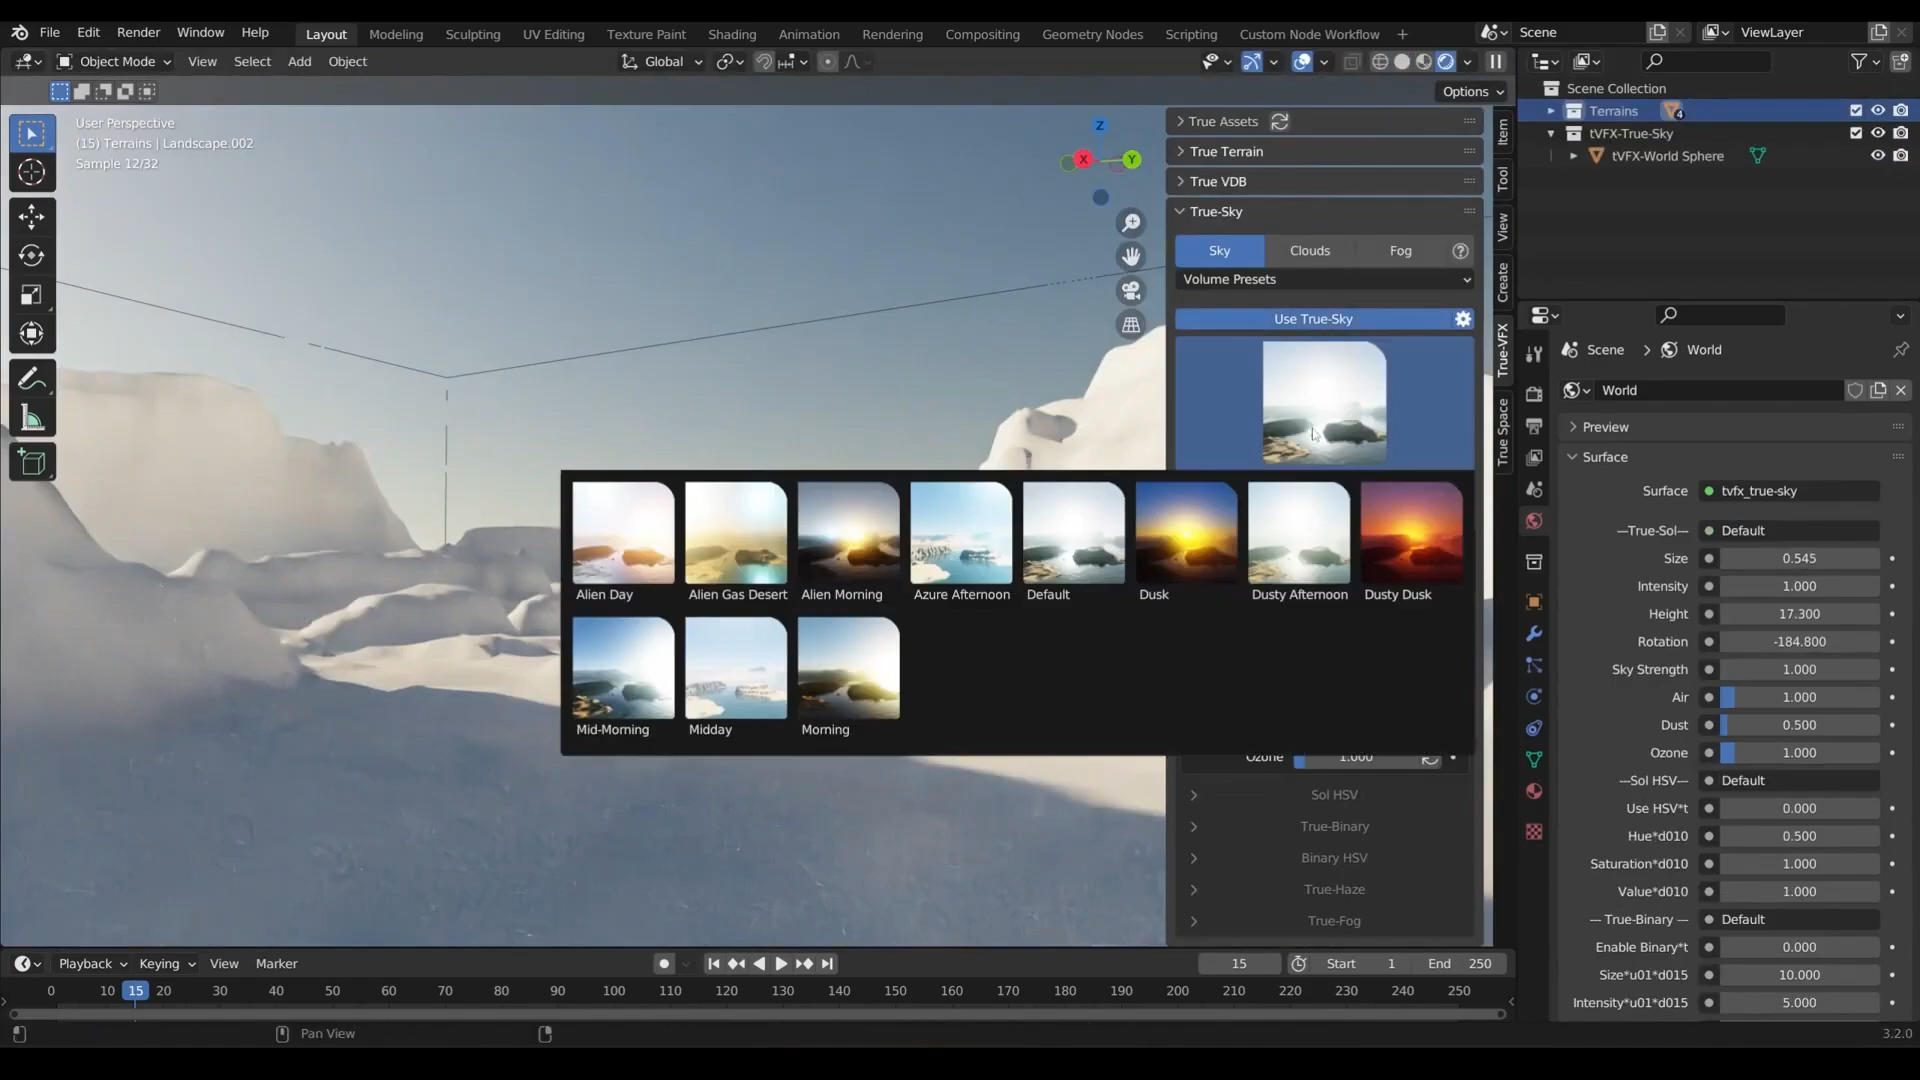 File Edit Render Window Help Layout Modeling Sculpting UV Editing Texture Paint Shading Animation Rendering Compositing Geometry Nodes Scripting Custom Node Workflow + Scene ViewLayer
Object Mode View Select Add Object Global
Options
User Perspective
(15) Terrains | Landscape.002
Sample 12/32
Z
X
Y
True Assets
True Terrain
True VDB
True-Sky
Sky Clouds Fog
Volume Presets
Use True-Sky
Alien Day Alien Gas Desert Alien Morning Azure Afternoon Default Dusk Dusty Afternoon Dusty Dusk
Mid-Morning Midday Morning
Ozone 1.000
Sol HSV
True-Binary
Binary HSV
True-Haze
True-Fog
Item
Tool
View
Create
True-VFX
True Space
Scene Collection
Terrains 4
tVFX-True-Sky
tVFX-World Sphere
Scene World
World
Preview
Surface
Surface tvfx_true-sky
---True-Sol--- Default
Size 0.545
Intensity 1.000
Height 17.300
Rotation -184.800
Sky Strength 1.000
Air 1.000
Dust 0.500
Ozone 1.000
---Sol HSV--- Default
Use HSV*t 0.000
Hue*d010 0.500
Saturation*d010 1.000
Value*d010 1.000
--- True-Binary --- Default
Enable Binary*t 0.000
Size*u01*d015 10.000
Intensity*u01*d015 5.000
Playback Keying View Marker 15 Start 1 End 250
0 10 15 20 30 40 50 60 70 80 90 100 110 120 130 140 150 160 170 180 190 200 210 220 230 240 250
Pan View
3.2.0